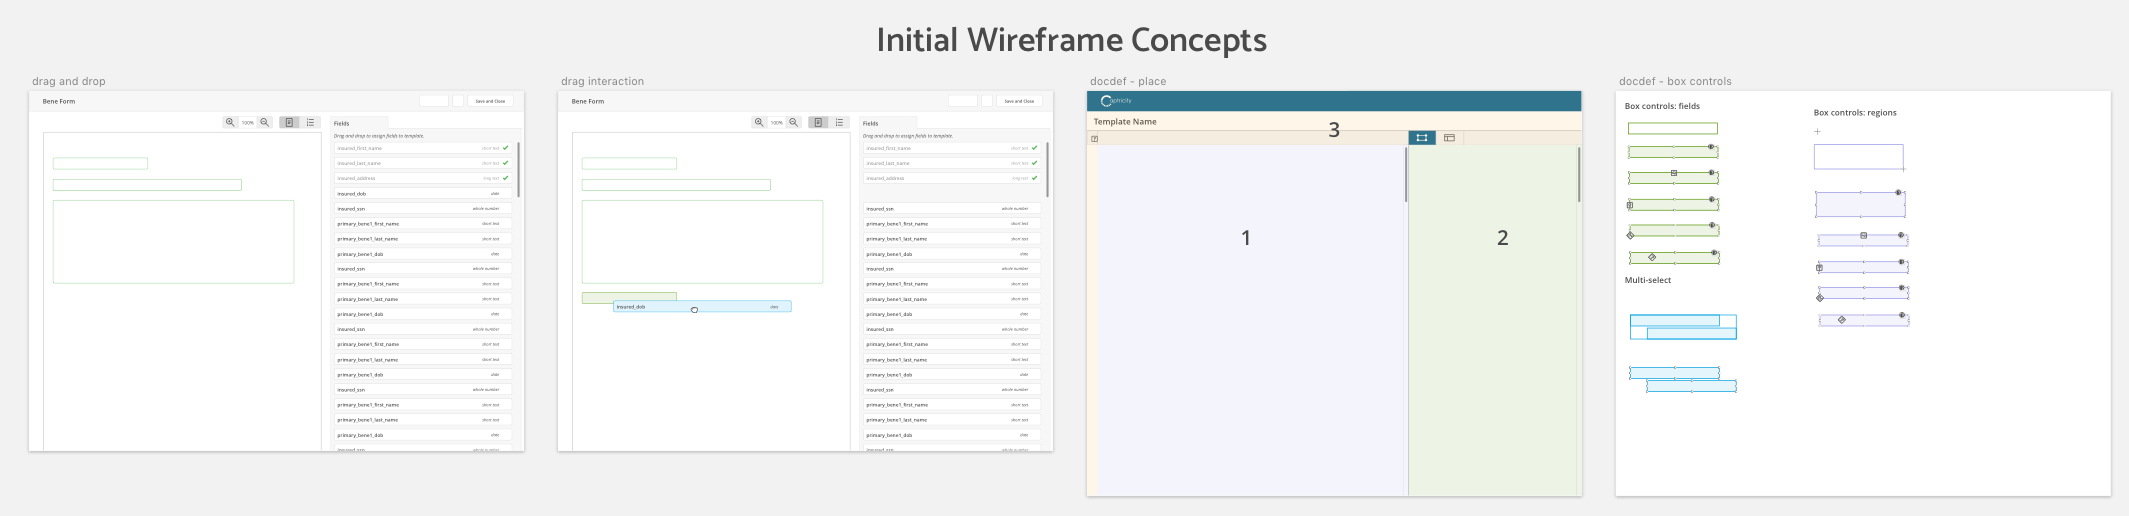 Initial Wireframe Concepts
drag and drop
Bene Form
Save and Close
100%
Fields
Drag and drop to assign fields to template.
insured_first_name short text
insured_last_name short text
insured_address long text
insured_dob date
insured_ssn whole number
primary_bene1_first_name short text
primary_bene1_last_name short text
primary_bene1_dob date
insured_ssn whole number
primary_bene1_first_name short text
primary_bene1_last_name short text
primary_bene1_dob date
insured_ssn whole number
primary_bene1_first_name short text
primary_bene1_last_name short text
primary_bene1_dob date
insured_ssn whole number
primary_bene1_first_name short text
primary_bene1_last_name short text
primary_bene1_dob date
insured_ssn whole number
drag interaction
Bene Form
Save and Close
100%
Fields
Drag and drop to assign fields to template.
insured_first_name short text
insured_last_name short text
insured_address long text
insured_ssn whole number
primary_bene1_first_name short text
primary_bene1_last_name short text
primary_bene1_dob date
insured_ssn whole number
primary_bene1_first_name short text
primary_bene1_last_name short text
insured_dob date
primary_bene1_dob date
insured_ssn whole number
primary_bene1_first_name short text
primary_bene1_last_name short text
primary_bene1_dob date
insured_ssn whole number
primary_bene1_first_name short text
primary_bene1_last_name short text
primary_bene1_dob date
insured_ssn whole number
docdef - place
Template Name
3
1
2
docdef - box controls
Box controls: fields
Box controls: regions
Multi-select